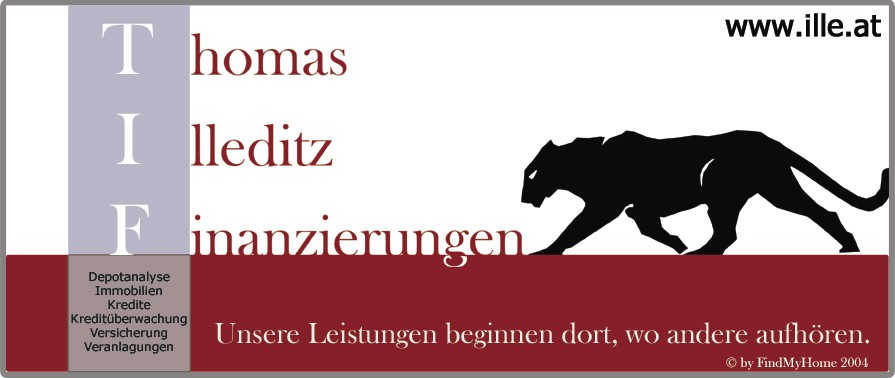 www.ille.at
Thomas
Illeditz
Finanzierungen
Depotanalyse
Immobilien
Kredite
Kreditüberwachung
Versicherung
Veranlagungen
Unsere Leistungen beginnen dort, wo andere aufhören.
© by FindMyHome 2004